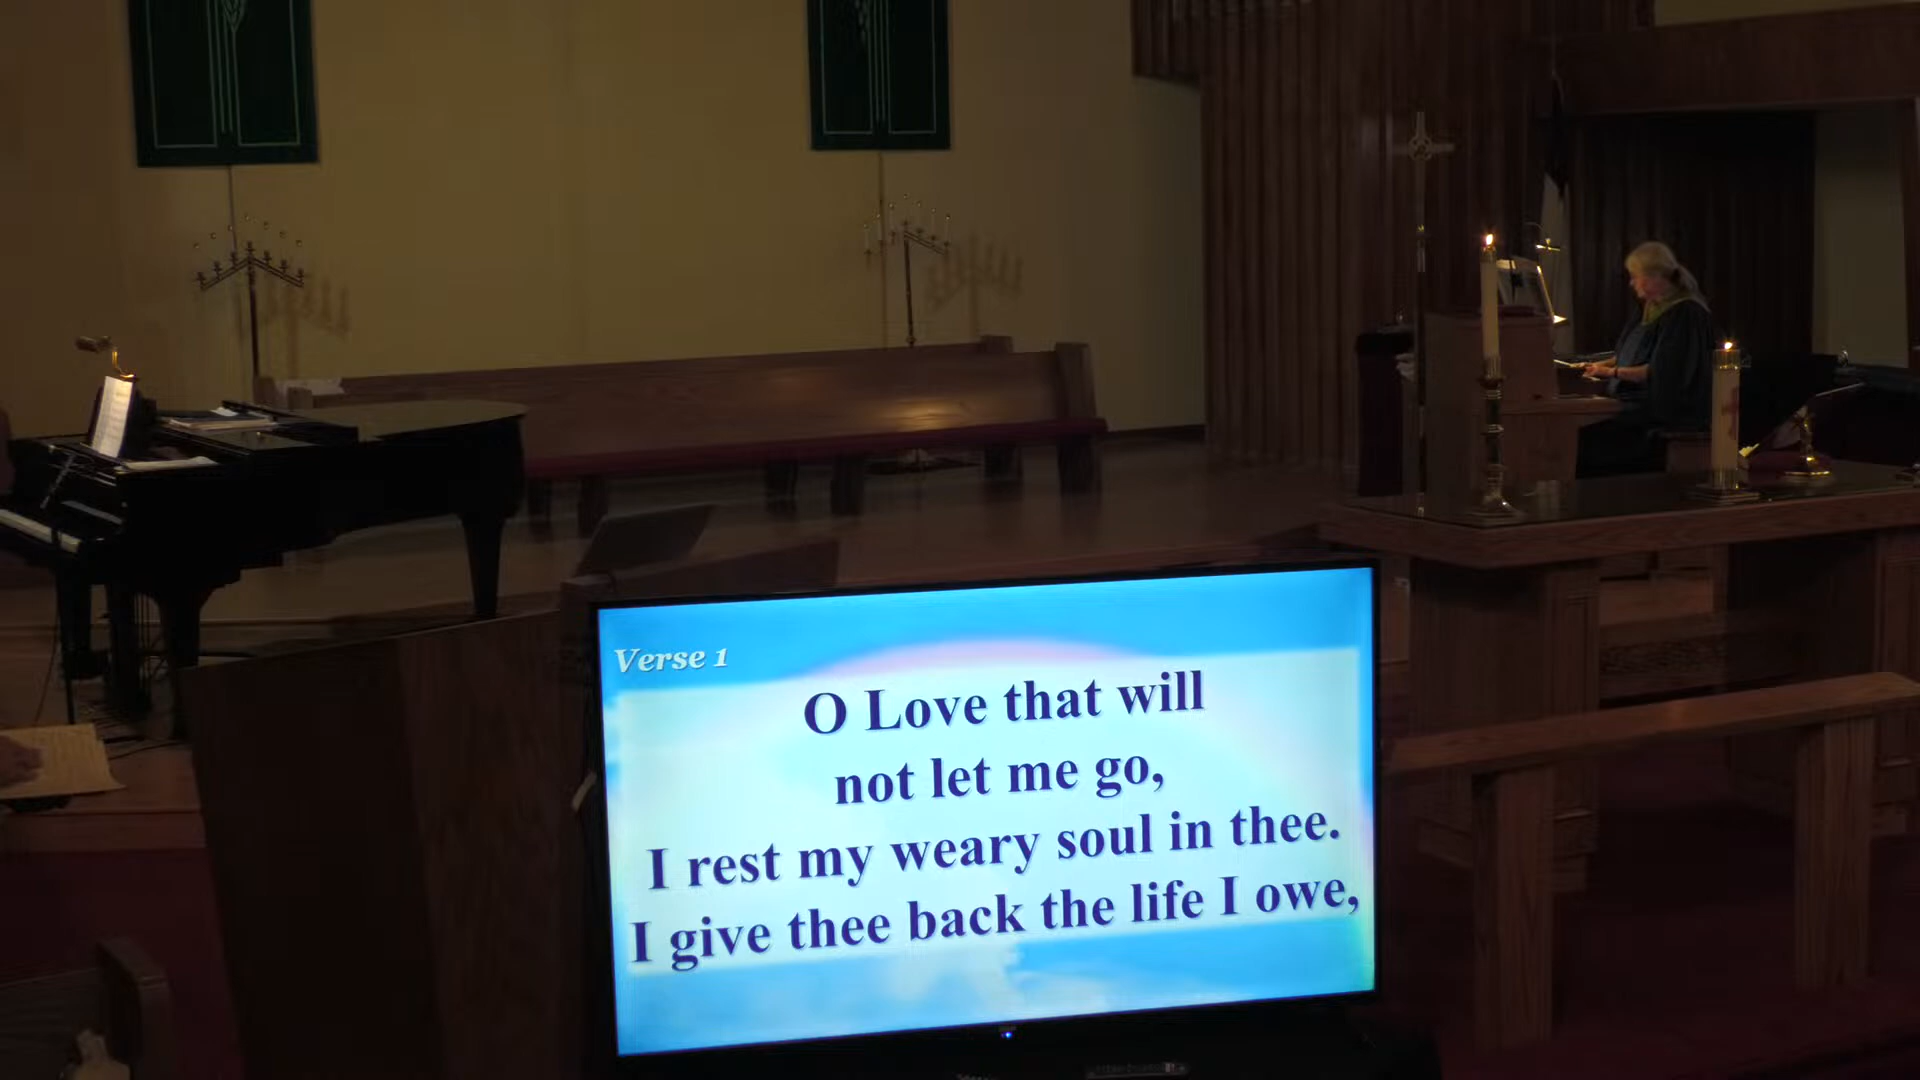 Verse 1
O Love that will
not let me go,
I rest my weary soul in thee.
I give thee back the life I owe,